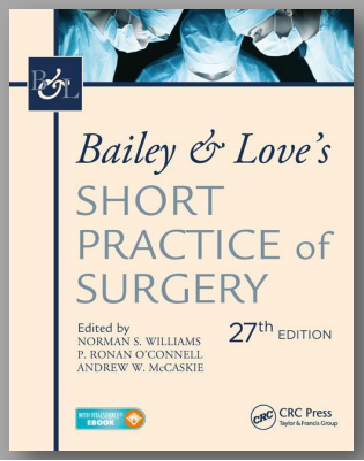 B&L
Bailey & Love's
SHORT
PRACTICE of
SURGERY
Edited by
NORMAN S. WILLIAMS
P. RONAN O'CONNELL
ANDREW W. McCASKIE
27th EDITION
EBOOK
CRC
CRC Press
Taylor & Francis Group